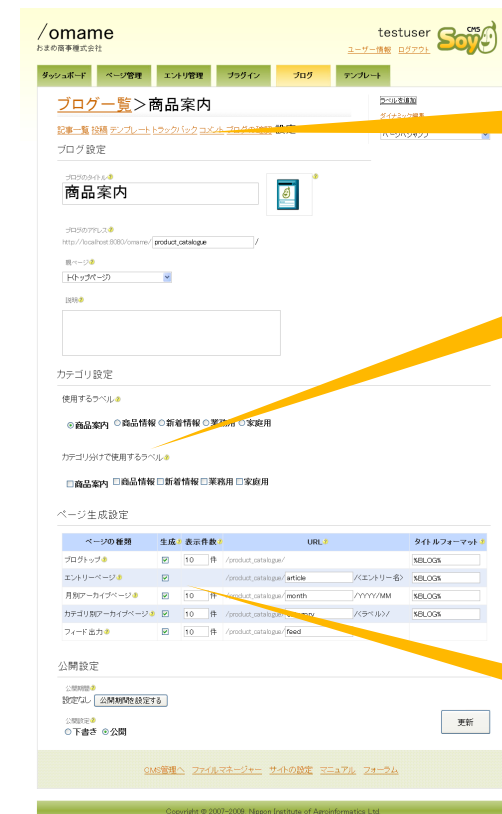 /omame
おまめ商事株式会社
testuser
ユーザー情報 ログアウト
CMS Soy
ダッシュボード ページ管理 エントリ管理 プラグイン ブログ テンプレート
ブログ一覧>商品案内
ラベルを追加
ダイナミック編集
記事一覧 投稿 テンプレート トラックバック コメント
ブログ設定
ブログのタイトル
商品案内
ブログのアドレス
http://localhost:8080/omame/ product_catalogue /
親ページ
(トップページ)
説明
カテゴリ設定
使用するラベル
商品案内 商品情報 新着情報 業務用 家庭用
カテゴリ分けで使用するラベル
商品案内 商品情報 新着情報 業務用 家庭用
ページ生成設定
ページの種類 生成 表示件数 URL タイトルフォーマット
ブログトップ 10 件 /product_catalogue/ %BLOG%
エントリーページ /product_catalogue/ article /<エントリー名> %BLOG%
月別アーカイブページ 10 件 /product_catalogue/ month /YYYY/MM %BLOG%
カテゴリ別アーカイブページ 10 件 /product_catalogue/ category /<ラベル>/ %BLOG%
フィード出力 10 件 /product_catalogue/ feed
公開設定
公開期間
設定なし 公開期間を設定する
公開設定
下書き 公開
更新
CMS管理へ ファイルマネージャー サイトの設定 マニュアル フォーラム
Copyright © 2007-2008, Nippon Institute of Agroinformatics Ltd.